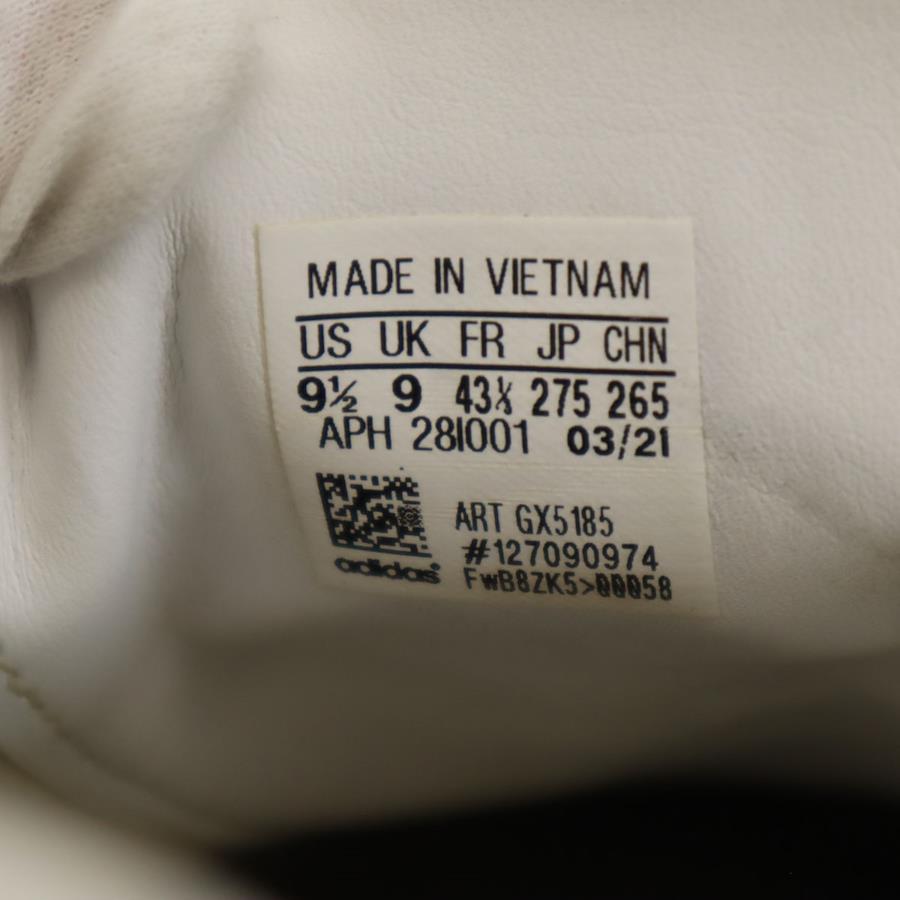 MADE IN VIETNAM
US UK FR JP CHN
9½ 9 43⅓ 275 265
APH 28I001 03/21
ART GX5185
#127090974
adidas®
FwB8ZK5>00058